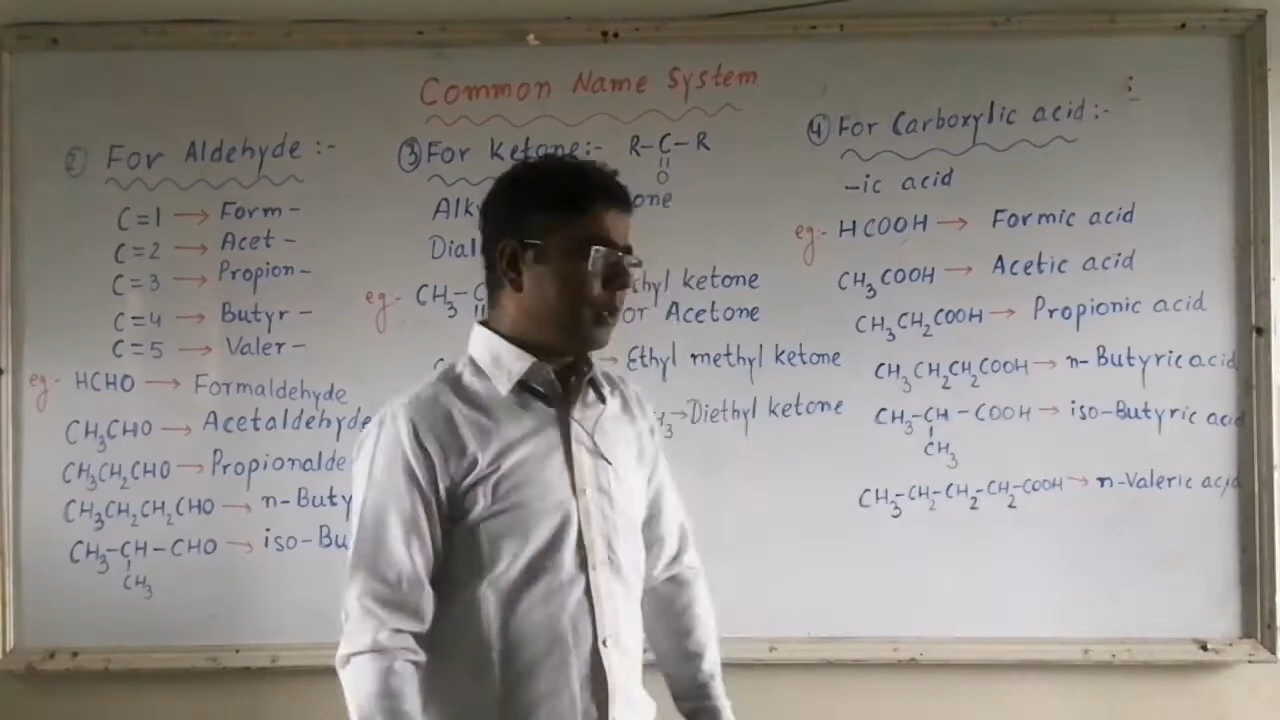 Common Name System
② For Aldehyde :-
C=1 → Form-
C=2 → Acet-
C=3 → Propion-
C=4 → Butyr-
C=5 → Valer-
eg- HCHO → Formaldehyde
CH₃CHO → Acetaldehyde
CH₃CH₂CHO → Propionalde
CH₃CH₂CH₂CHO → n-Buty
CH₃-CH-CHO → iso-Bu
CH₃
③ For Ketone:- R-C-R
O
Alk one
Dial
eg- CH₃-C thyl ketone
or Acetone
→ Ethyl methyl ketone
H₃ → Diethyl ketone
④ For Carboxylic acid:-
-ic acid
eg- HCOOH → Formic acid
CH₃COOH → Acetic acid
CH₃CH₂COOH → Propionic acid
CH₃CH₂CH₂COOH → n-Butyric acid
CH₃-CH-COOH → iso-Butyric acid
CH₃
CH₃-CH₂-CH₂-CH₂-COOH → n-Valeric acid